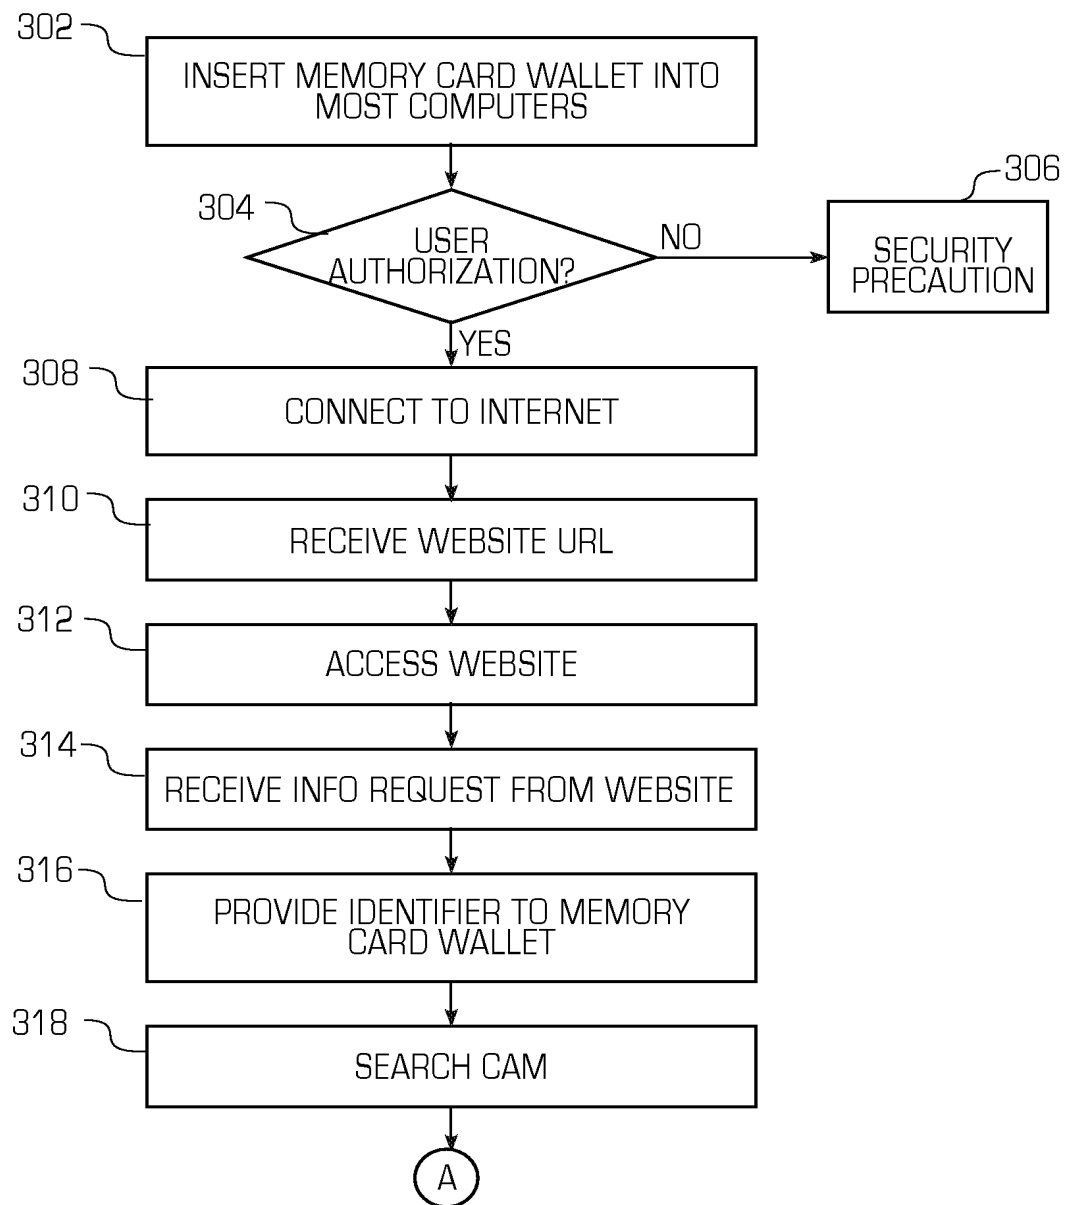 302
INSERT MEMORY CARD WALLET INTO
MOST COMPUTERS
304
USER
AUTHORIZATION?
NO
306
SECURITY
PRECAUTION
YES
308
CONNECT TO INTERNET
310
RECEIVE WEBSITE URL
312
ACCESS WEBSITE
314
RECEIVE INFO REQUEST FROM WEBSITE
316
PROVIDE IDENTIFIER TO MEMORY
CARD WALLET
318
SEARCH CAM
A